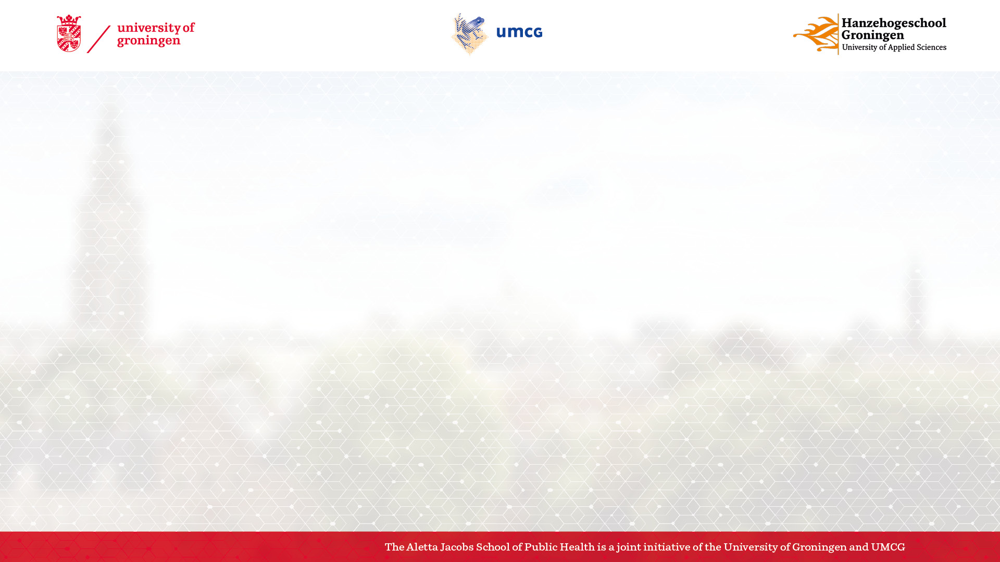 university of
groningen
umcg
Hanzehogeschool
Groningen
University of Applied Sciences
The Aletta Jacobs School of Public Health is a joint initiative of the University of Groningen and UMCG